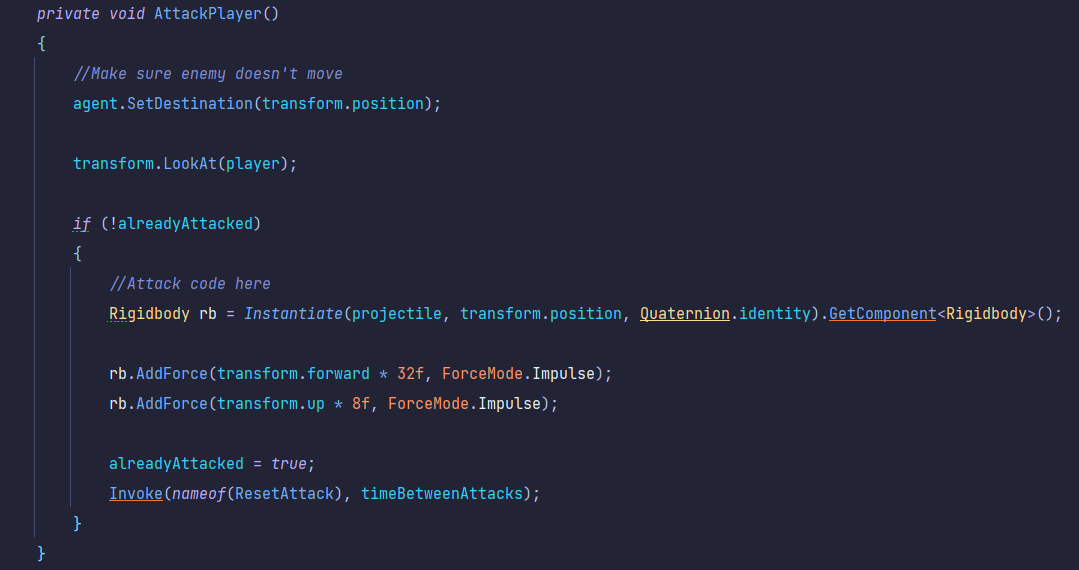 private void AttackPlayer()
{
//Make sure enemy doesn't move
agent.SetDestination(transform.position);
transform.LookAt(player);
if (!alreadyAttacked)
{
//Attack code here
Rigidbody rb = Instantiate(projectile, transform.position, Quaternion.identity).GetComponent<Rigidbody>();
rb.AddForce(transform.forward * 32f, ForceMode.Impulse);
rb.AddForce(transform.up * 8f, ForceMode.Impulse);
alreadyAttacked = true;
Invoke(nameof(ResetAttack), timeBetweenAttacks);
}
}